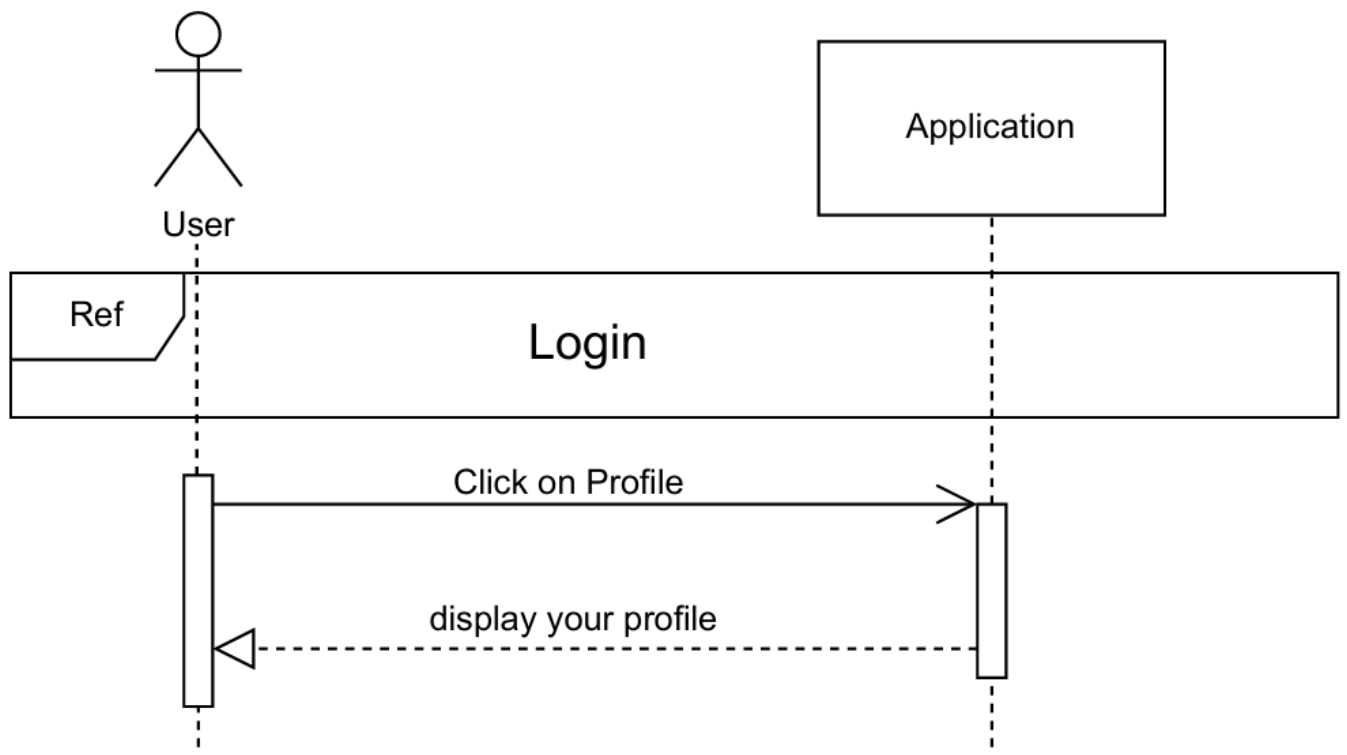 Application
User
Ref
Login
Click on Profile
display your profile